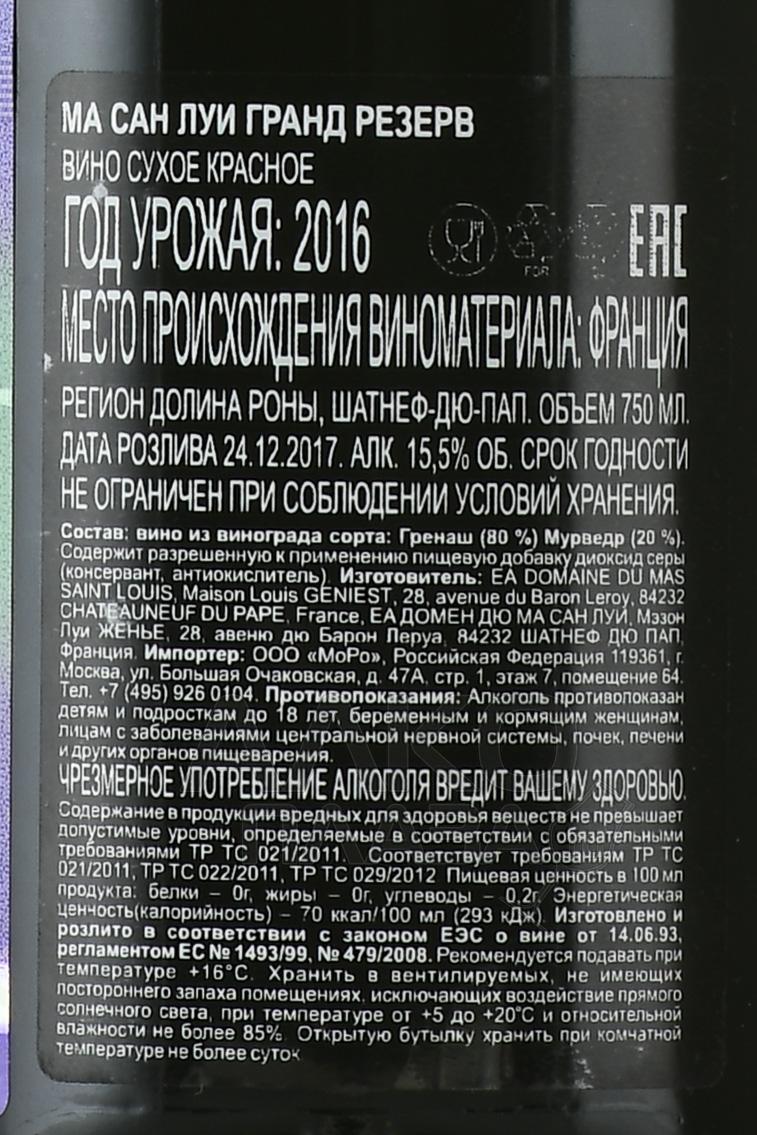 МА САН ЛУИ ГРАНД РЕЗЕРВ
ВИНО СУХОЕ КРАСНОЕ
ГОД УРОЖАЯ: 2016
FOR
EAC
МЕСТО ПРОИСХОЖДЕНИЯ ВИНОМАТЕРИАЛА: ФРАНЦИЯ
РЕГИОН ДОЛИНА РОНЫ, ШАТНЕФ-ДЮ-ПАП. ОБЪЕМ 750 МЛ.
ДАТА РОЗЛИВА 24.12.2017. АЛК. 15,5% ОБ. СРОК ГОДНОСТИ
НЕ ОГРАНИЧЕН ПРИ СОБЛЮДЕНИИ УСЛОВИЙ ХРАНЕНИЯ.
Состав: вино из винограда сорта: Гренаш (80 %) Мурведр (20 %).
Содержит разрешенную к применению пищевую добавку диоксид серы
(консервант, антиокислитель). Изготовитель: EA DOMAINE DU MAS
SAINT LOUIS, Maison Louis GENIEST, 28, avenue du Baron Leroy, 84232
CHATEAUNEUF DU PAPE, France, ЕА ДОМЕН ДЮ МА САН ЛУИ, Мэзон
Луи ЖЕНЬЕ, 28, авеню дю Барон Леруа, 84232 ШАТНЕФ ДЮ ПАП,
Франция. Импортер: ООО «МоРо», Российская Федерация 119361, г.
Москва, ул. Большая Очаковская, д. 47А, стр. 1, этаж 7, помещение 64.
Тел. +7 (495) 926 0104. Противопоказания: Алкоголь противопоказан
детям и подросткам до 18 лет, беременным и кормящим женщинам,
лицам с заболеваниями центральной нервной системы, почек, печени
и других органов пищеварения.
ЧРЕЗМЕРНОЕ УПОТРЕБЛЕНИЕ АЛКОГОЛЯ ВРЕДИТ ВАШЕМУ ЗДОРОВЬЮ.
Содержание в продукции вредных для здоровья веществ не превышает
допустимые уровни, определяемые в соответствии с обязательными
требованиями ТР ТС 021/2011. Соответствует требованиям ТР ТС
021/2011, ТР ТС 022/2011, ТР ТС 029/2012 Пищевая ценность в 100 мл
продукта: белки – 0г, жиры – 0г, углеводы – 0,2г Энергетическая
ценность(калорийность) – 70 ккал/100 мл (293 кДж). Изготовлено и
розлито в соответствии с законом ЕЭС о вине от 14.06.93,
регламентом ЕС № 1493/99, № 479/2008. Рекомендуется подавать при
температуре +16°С. Хранить в вентилируемых, не имеющих
постороннего запаха помещениях, исключающих воздействие прямого
солнечного света, при температуре от +5 до +20°С и относительной
влажности не более 85%. Открытую бутылку хранить при комнатной
температуре не более суток